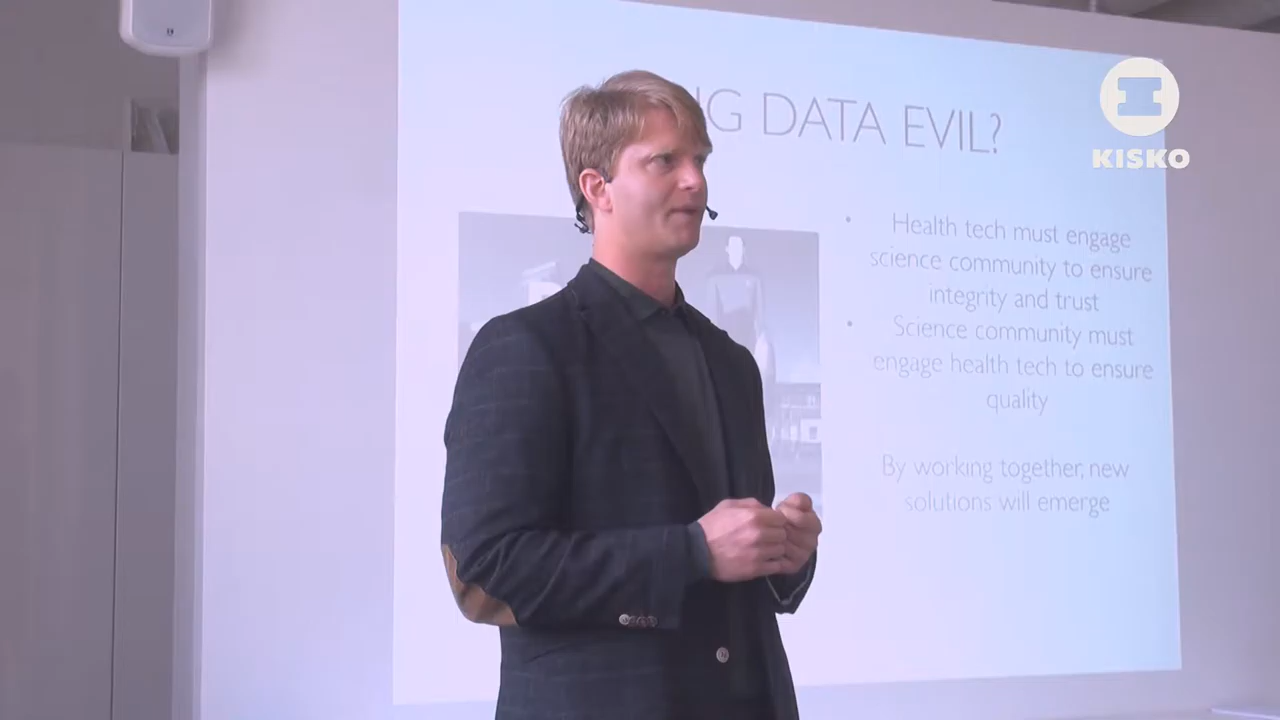 DATA EVIL?
KISKO
• Health tech must engage
science community to ensure
integrity and trust
• Science community must
engage health tech to ensure
quality
By working together, new
solutions will emerge